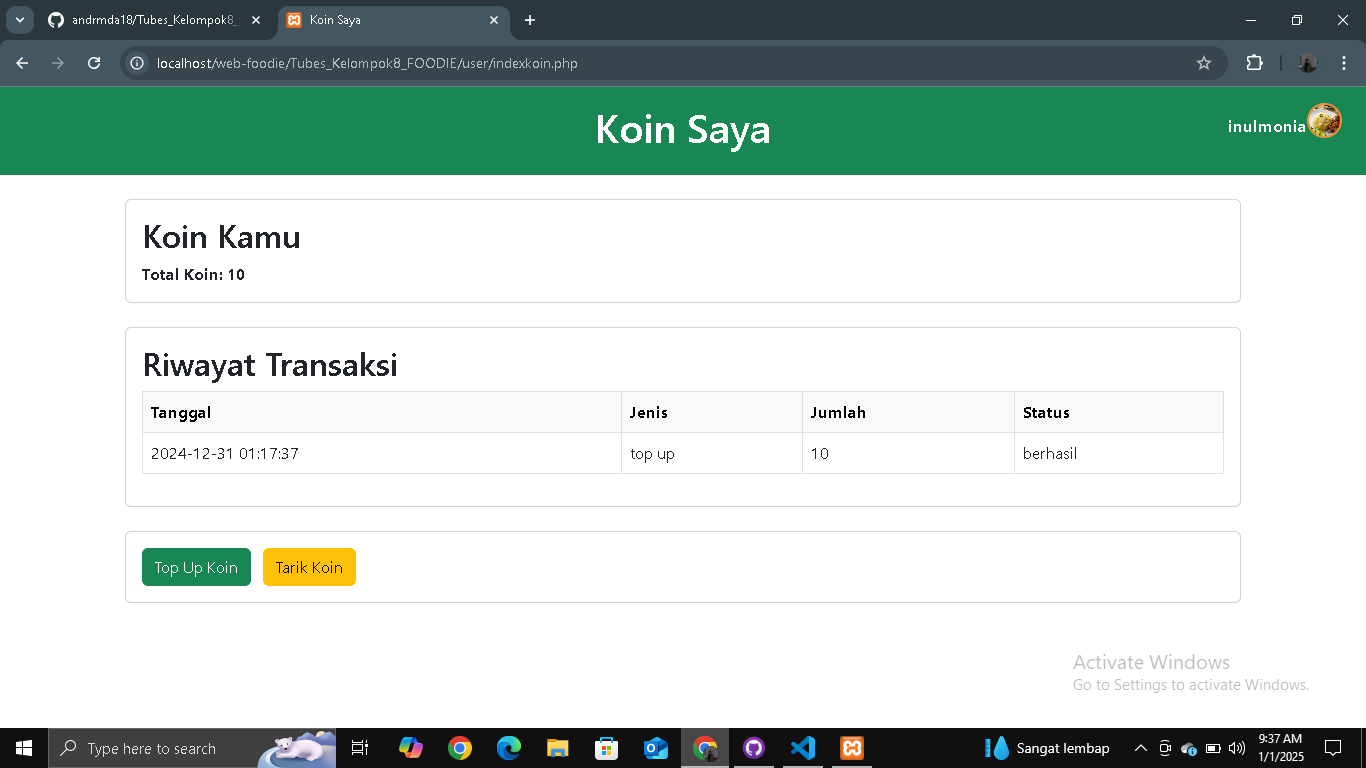 andrmda18/Tubes_Kelompok8_
Koin Saya
localhost/web-foodie/Tubes_Kelompok8_FOODIE/user/indexkoin.php
Koin Saya
inulmonia
Koin Kamu
Total Koin: 10
Riwayat Transaksi
Tanggal Jenis Jumlah Status
2024-12-31 01:17:37 top up 10 berhasil
Top Up Koin Tarik Koin
Activate Windows
Go to Settings to activate Windows.
Type here to search
Sangat lembap
9:37 AM
1/1/2025